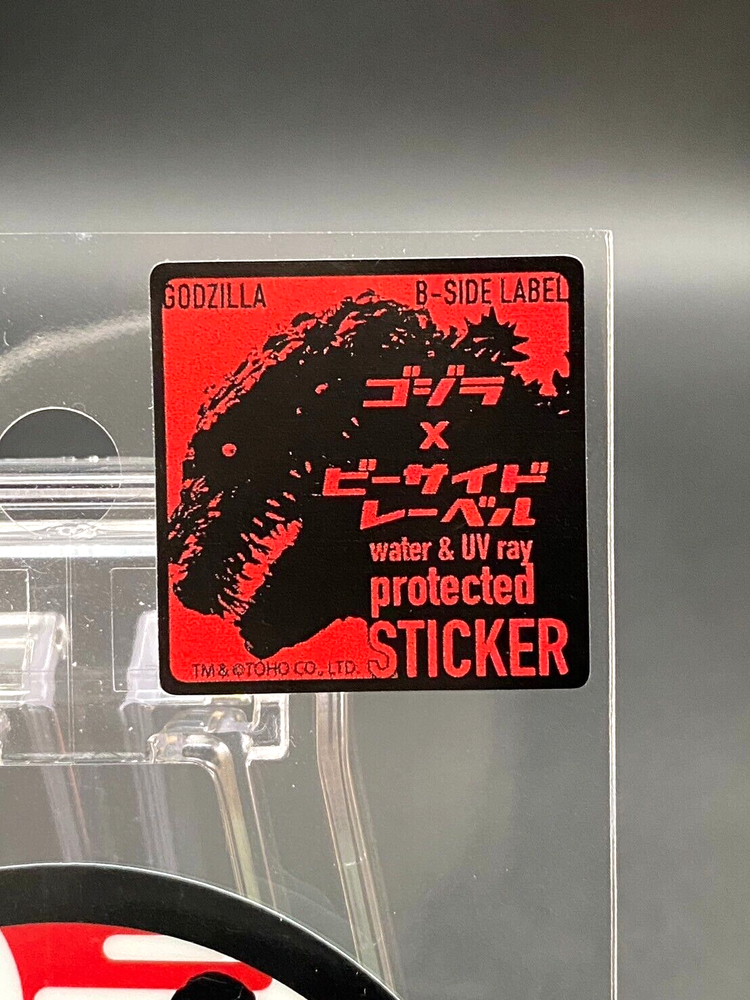 GODZILLA
B-SIDE LABEL
ゴジラ
x
ビーサイド
レーベル
water & UV ray
protected
STICKER
TM & ©TOHO CO., LTD.